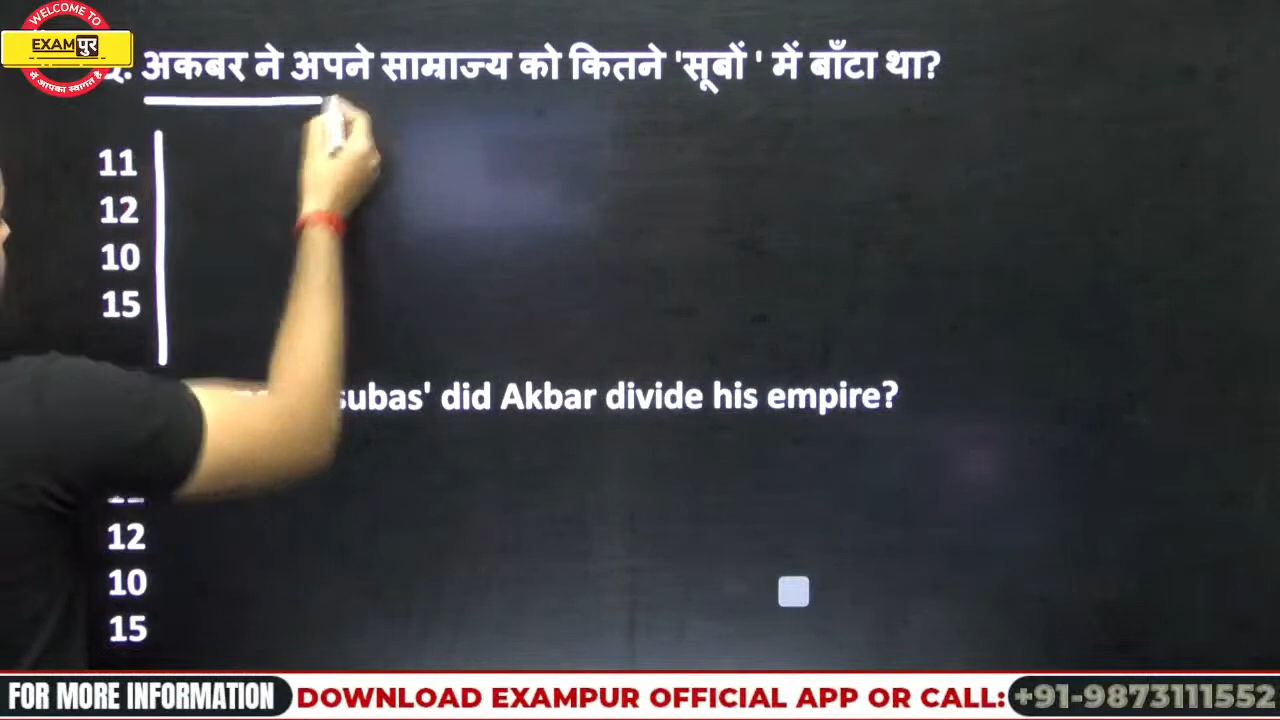 WELCOME TO
EXAMपुर
में आपका स्वागत है
Q. अकबर ने अपने साम्राज्य को कितने 'सूबों ' में बाँटा था?
11
12
10
15
subas' did Akbar divide his empire?
12
10
15
FOR MORE INFORMATION DOWNLOAD EXAMPUR OFFICIAL APP OR CALL: +91-9873111552